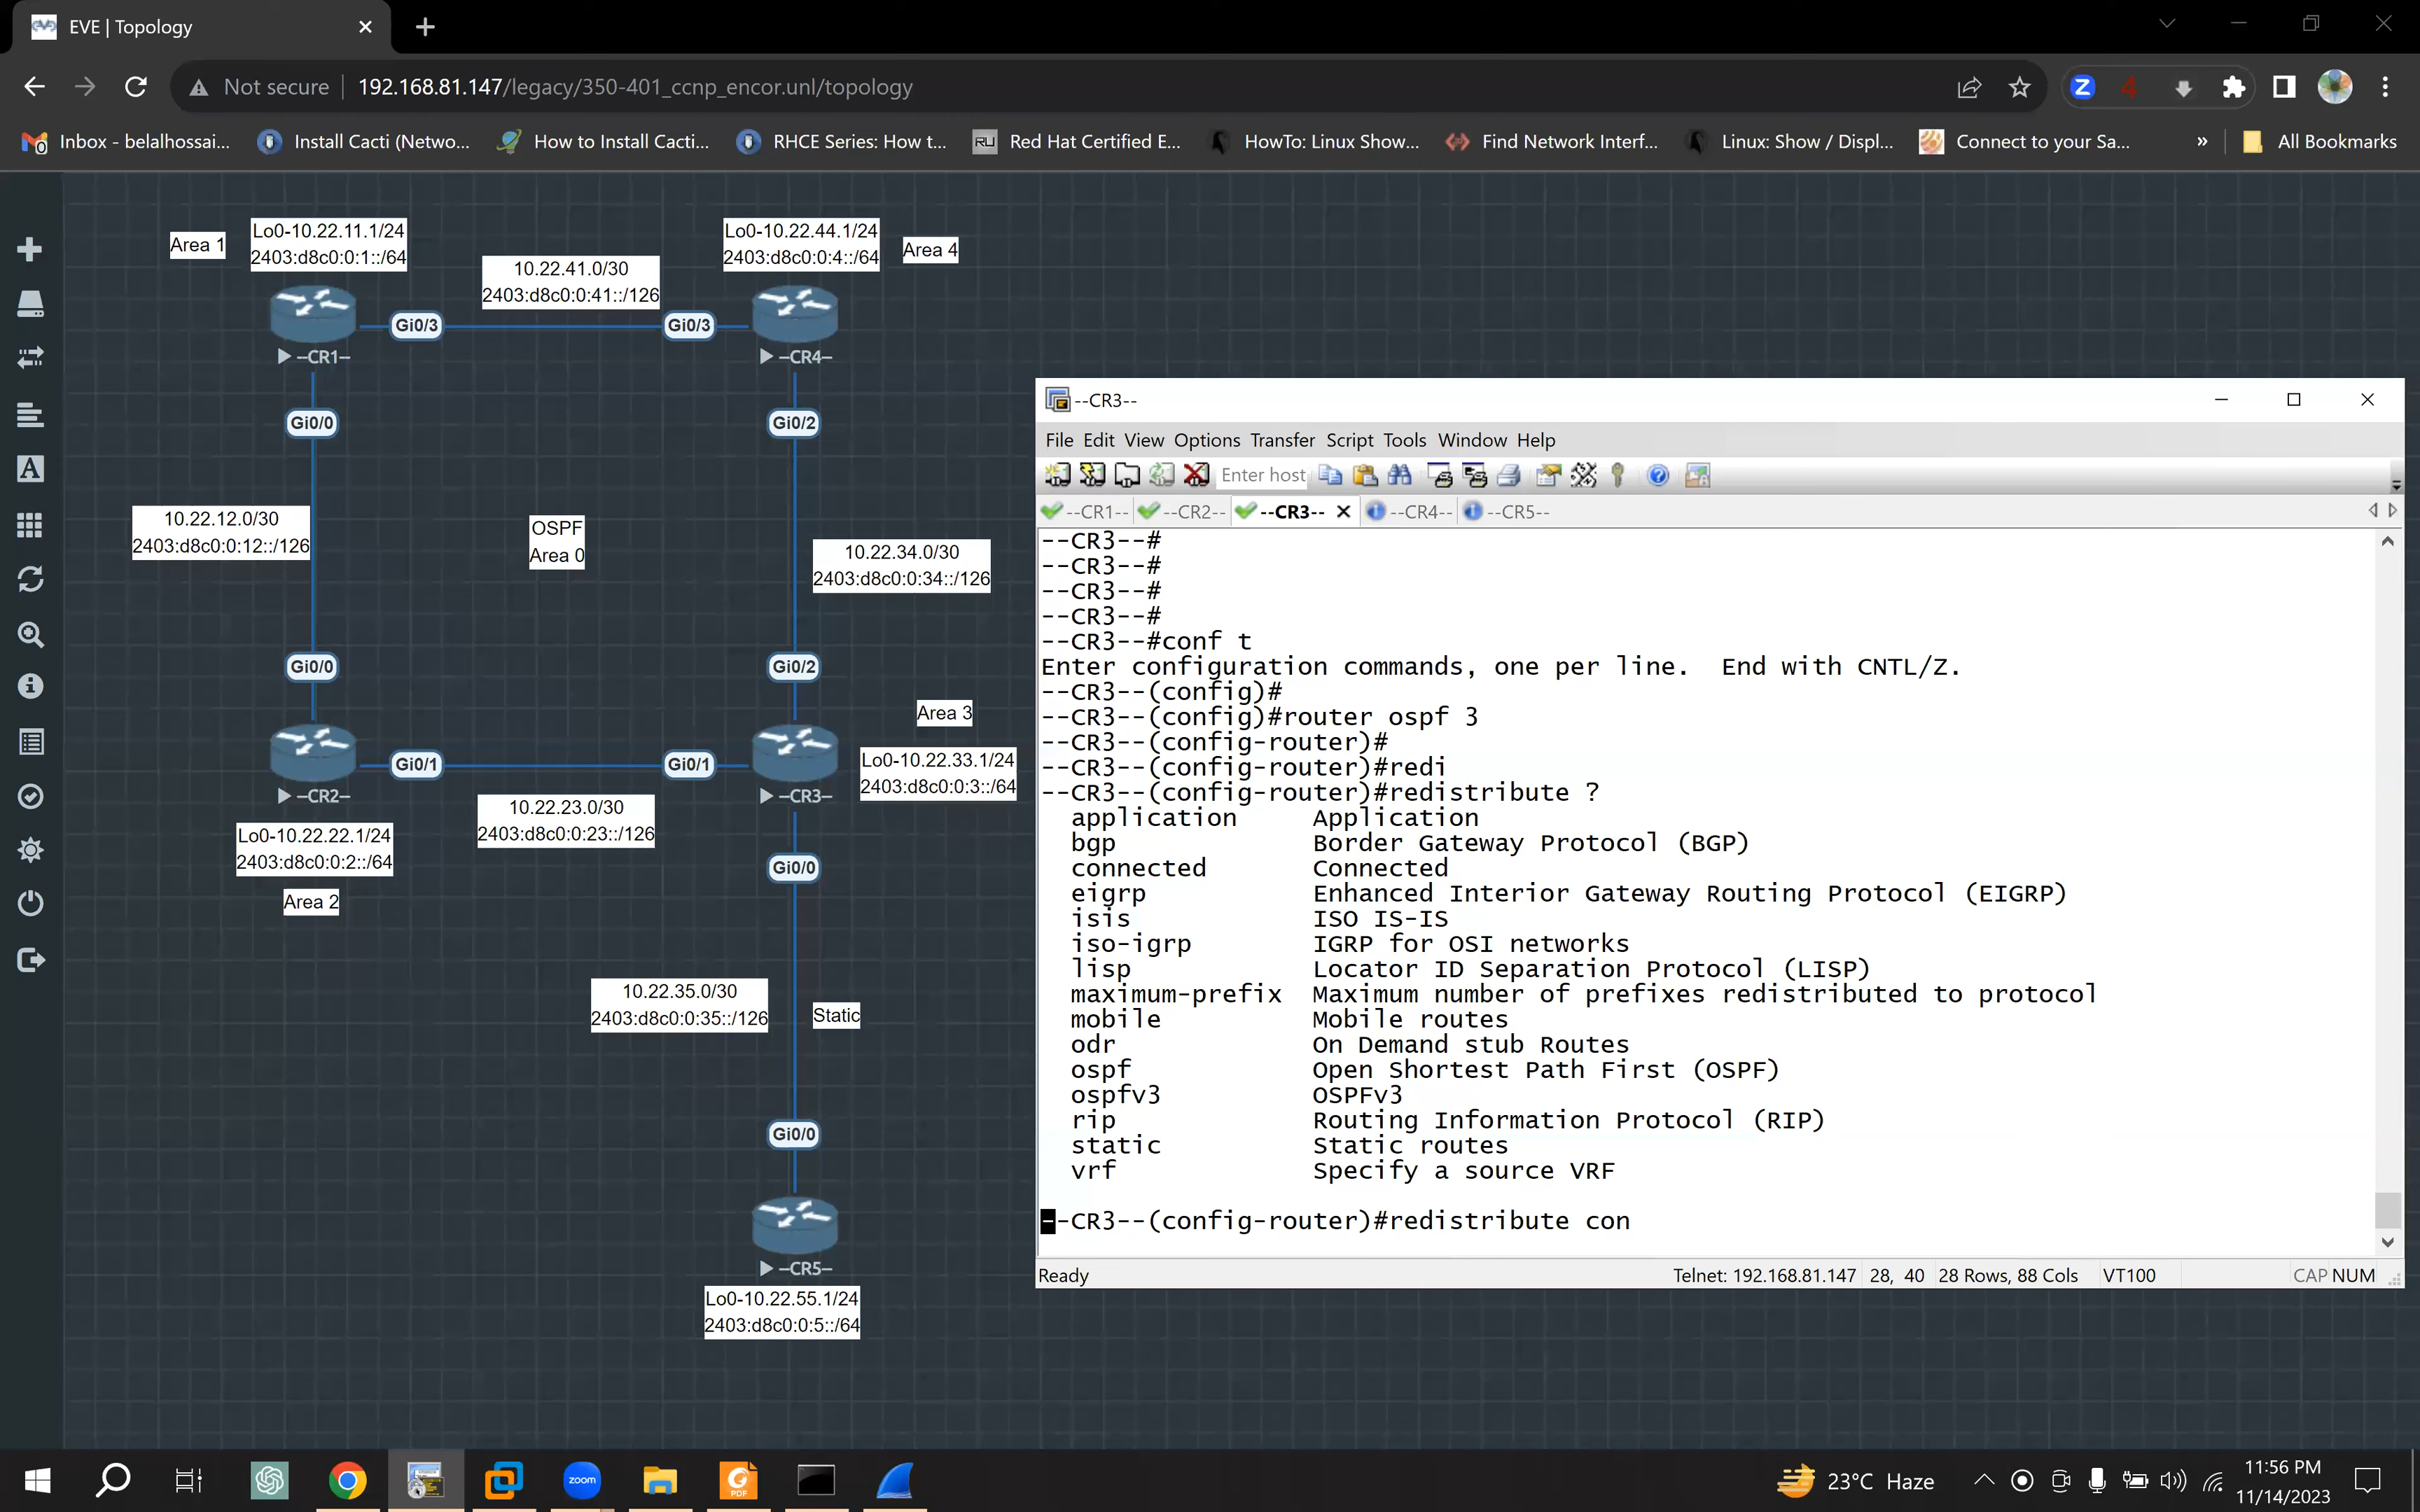 EVE | Topology
Not secure
192.168.81.147/legacy/350-401_ccnp_encor.unl/topology
Inbox - belalhossai...
Install Cacti (Netwo...
How to Install Cacti...
RHCE Series: How t...
RU
Red Hat Certified E...
HowTo: Linux Show...
Find Network Interf...
Linux: Show / Displ...
Connect to your Sa...
»
All Bookmarks
Area 1
Lo0-10.22.11.1/24
2403:d8c0:0:1::/64
10.22.41.0/30
2403:d8c0:0:41::/126
Lo0-10.22.44.1/24
2403:d8c0:0:4::/64
Area 4
Gi0/3
Gi0/3
--CR1--
--CR4--
Gi0/0
Gi0/2
10.22.12.0/30
2403:d8c0:0:12::/126
OSPF
Area 0
10.22.34.0/30
2403:d8c0:0:34::/126
Gi0/0
Gi0/2
Area 3
Gi0/1
Gi0/1
Lo0-10.22.33.1/24
2403:d8c0:0:3::/64
--CR2--
--CR3--
10.22.23.0/30
2403:d8c0:0:23::/126
Lo0-10.22.22.1/24
2403:d8c0:0:2::/64
Area 2
Gi0/0
10.22.35.0/30
2403:d8c0:0:35::/126
Static
Gi0/0
--CR5--
Lo0-10.22.55.1/24
2403:d8c0:0:5::/64
--CR3--
File Edit View Options Transfer Script Tools Window Help
Enter host
--CR1-- --CR2-- --CR3-- --CR4-- --CR5--
--CR3--#
--CR3--#
--CR3--#
--CR3--#
--CR3--#conf t
Enter configuration commands, one per line.  End with CNTL/Z.
--CR3--(config)#
--CR3--(config)#router ospf 3
--CR3--(config-router)#
--CR3--(config-router)#redi
--CR3--(config-router)#redistribute ?
application Application
bgp Border Gateway Protocol (BGP)
connected Connected
eigrp Enhanced Interior Gateway Routing Protocol (EIGRP)
isis ISO IS-IS
iso-igrp IGRP for OSI networks
lisp Locator ID Separation Protocol (LISP)
maximum-prefix Maximum number of prefixes redistributed to protocol
mobile Mobile routes
odr On Demand stub Routes
ospf Open Shortest Path First (OSPF)
ospfv3 OSPFv3
rip Routing Information Protocol (RIP)
static Static routes
vrf Specify a source VRF
--CR3--(config-router)#redistribute con
Ready
Telnet: 192.168.81.147 28, 40 28 Rows, 88 Cols VT100 CAP NUM
zoom
PDF
23°C Haze
11:56 PM
11/14/2023